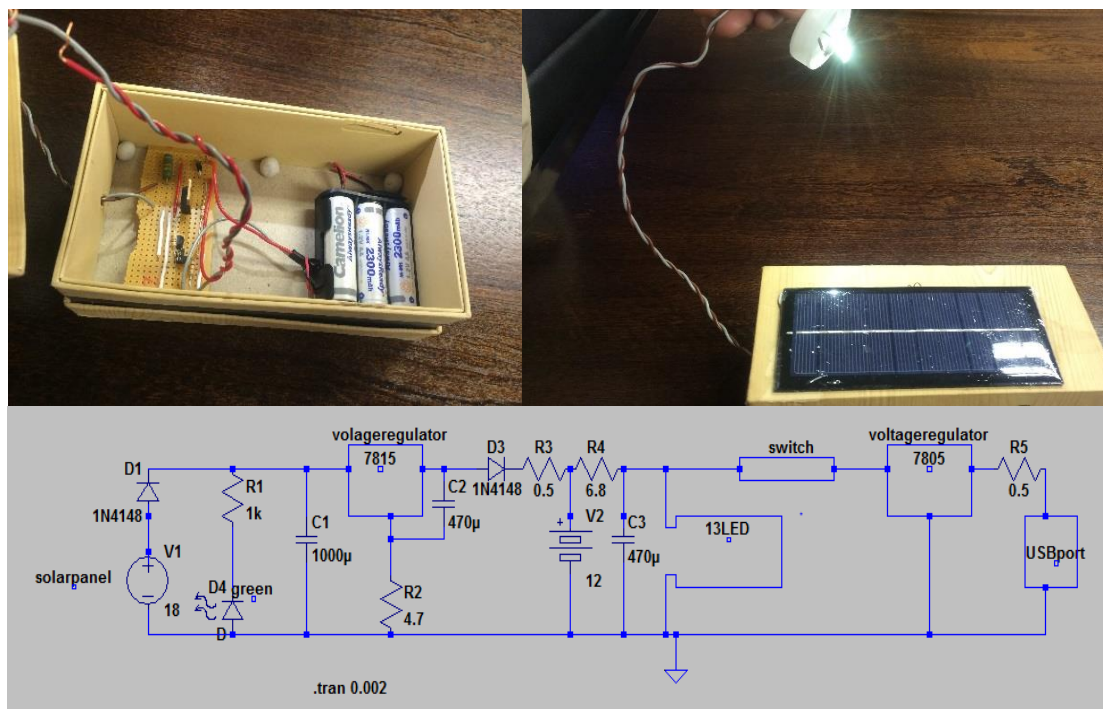 Camelion
2300mAh
2300mAh
volageregulator
7815
D1
1N4148
V1
solarpanel
18
R1
1k
D4 green
D
C1
1000µ
C2
470µ
R2
4.7
D3
1N4148
R3
0.5
R4
6.8
V2
+
12
C3
470µ
13LED
switch
voltageregulator
7805
R5
0.5
USBport
.tran 0.002